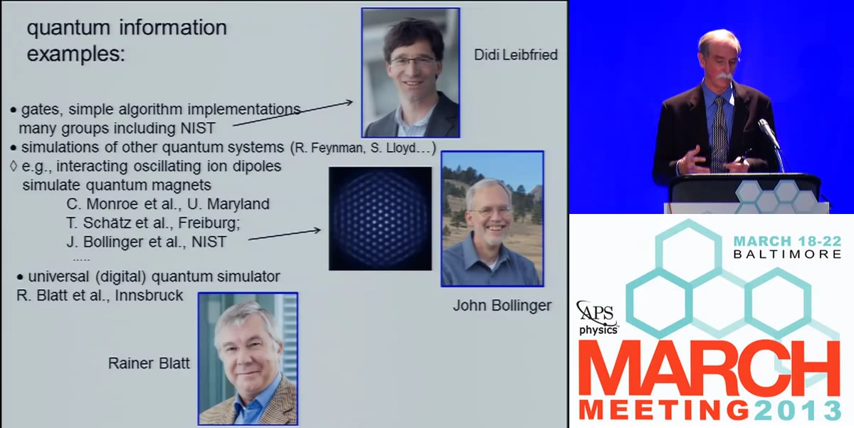 quantum information
examples:
Didi Leibfried
• gates, simple algorithm implementations
many groups including NIST
• simulations of other quantum systems (R. Feynman, S. Lloyd…)
◊ e.g., interacting oscillating ion dipoles
simulate quantum magnets
C. Monroe et al., U. Maryland
T. Schätz et al., Freiburg;
J. Bollinger et al., NIST
.....
• universal (digital) quantum simulator
R. Blatt et al., Innsbruck
John Bollinger
Rainer Blatt
MARCH 18-22
BALTIMORE
APS
physics
MARCH
MEETING2013